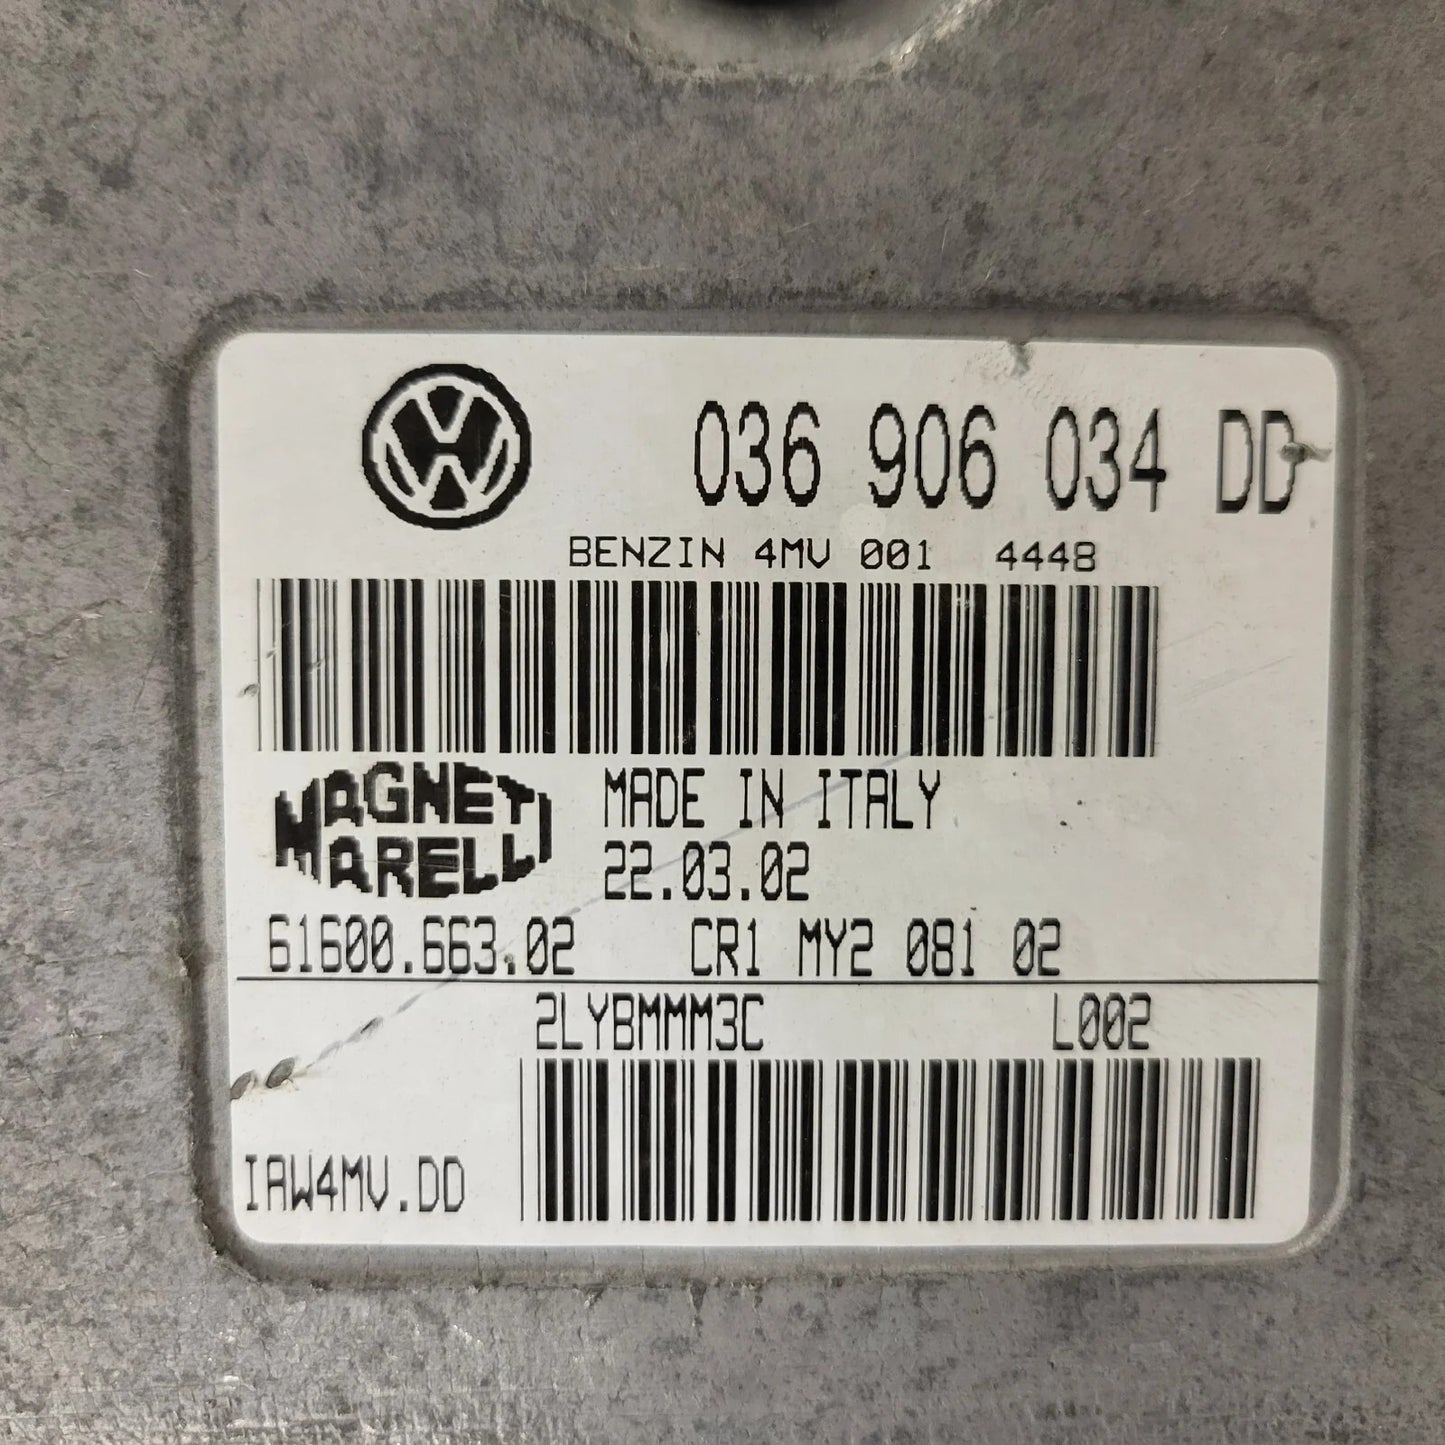 036 906 034 DD
BENZIN 4MV 001 4448
MAGNETI
MARELLI
MADE IN ITALY
22.03.02
61600.663.02 CR1 MY2 081 02
2LYBMMM3C L002
IAW4MV.DD